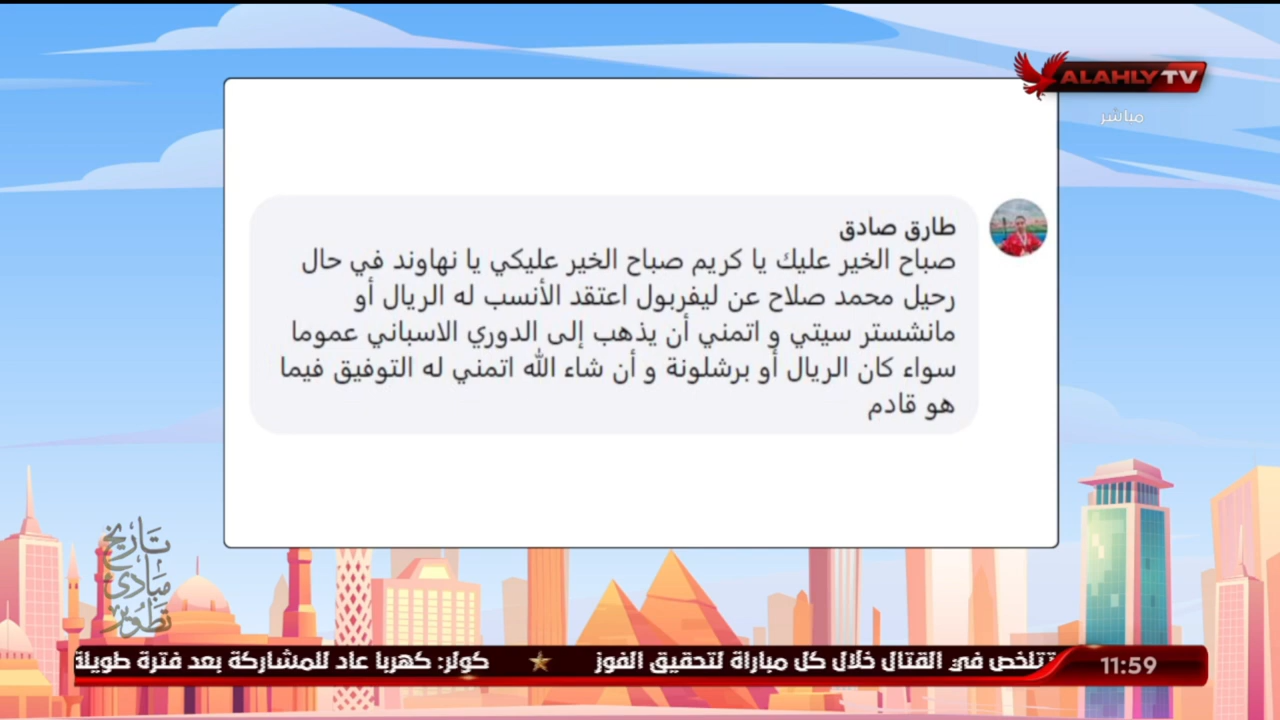 ALAHLY TV
مباشر
طارق صادق
صباح الخير عليك يا كريم صباح الخير عليكي يا نهاوند في حال
رحيل محمد صلاح عن ليفربول اعتقد الأنسب له الريال أو
مانشستر سيتي و اتمني أن يذهب إلى الدوري الاسباني عموما
سواء كان الريال أو برشلونة و أن شاء الله اتمني له التوفيق فيما
هو قادم
تاريخ
مبادئ
تطوير
تتلخص في القتال خلال كل مباراة لتحقيق الفوز ★ كولر: كهربا عاد للمشاركة بعد فترة طويلة
11:59